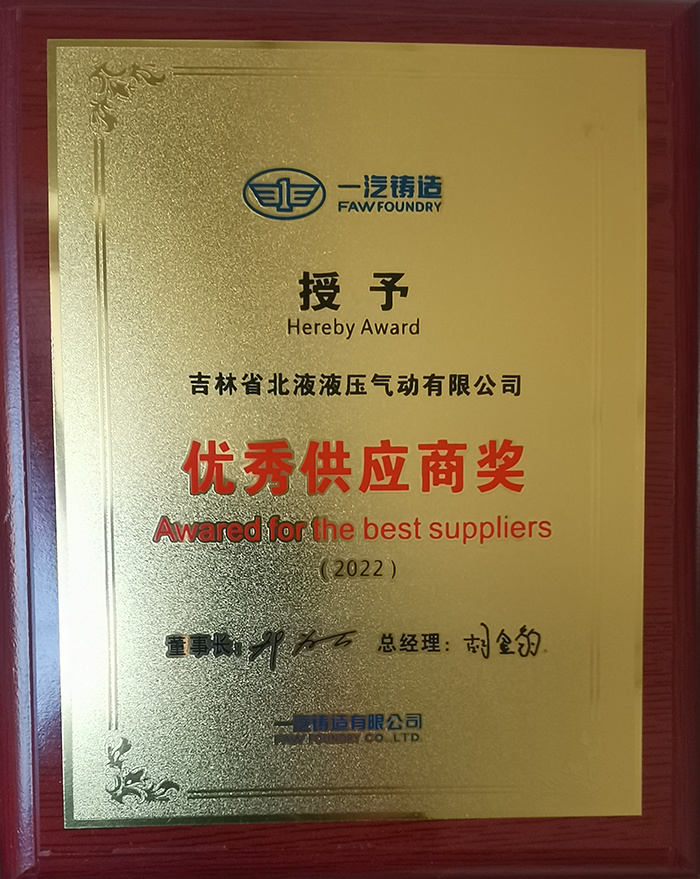 一汽铸造
FAW FOUNDRY
授予
Hereby Award
吉林省北液液压气动有限公司
优秀供应商奖
Awared for the best suppliers
(2022)
董事长: 总经理:
一汽铸造有限公司
FAW FOUNDRY CO.,LTD.